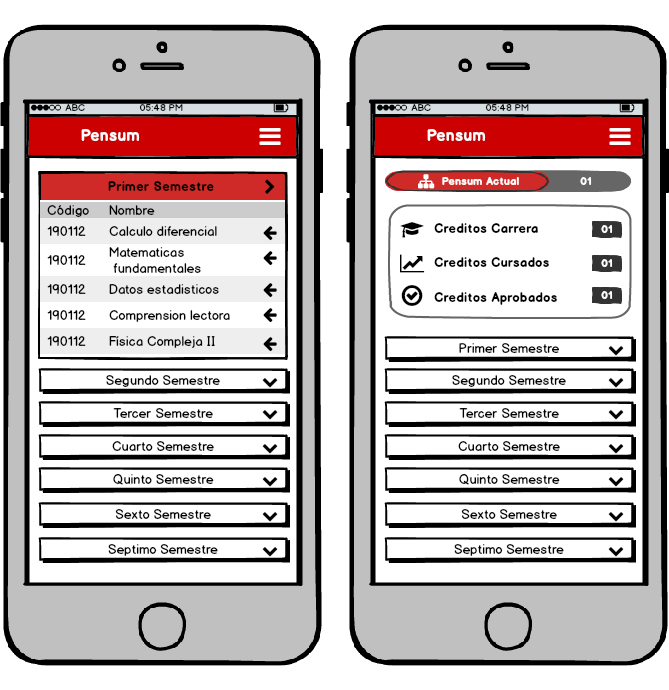 ABC 05:48 PM
Pensum
Primer Semestre
Código Nombre
190112 Calculo diferencial
190112 Matematicas
fundamentales
190112 Datos estadisticos
190112 Comprension lectora
190112 Fisica Compleja II
Segundo Semestre
Tercer Semestre
Cuarto Semestre
Quinto Semestre
Sexto Semestre
Septimo Semestre
ABC 05:48 PM
Pensum
Pensum Actual 01
Creditos Carrera 01
Creditos Cursados 01
Creditos Aprobados 01
Primer Semestre
Segundo Semestre
Tercer Semestre
Cuarto Semestre
Quinto Semestre
Sexto Semestre
Septimo Semestre